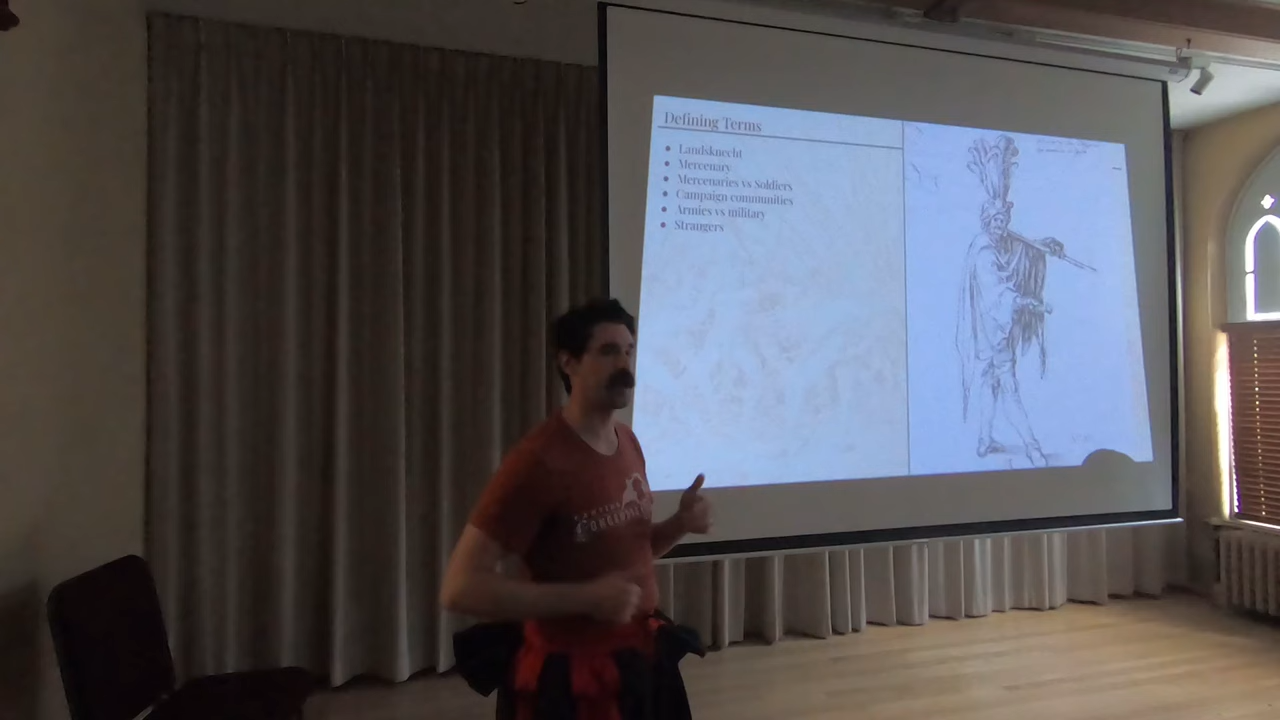 Defining Terms
Landsknecht
Mercenary
Mercenaries vs Soldiers
Campaign communities
Armies vs military
Strangers